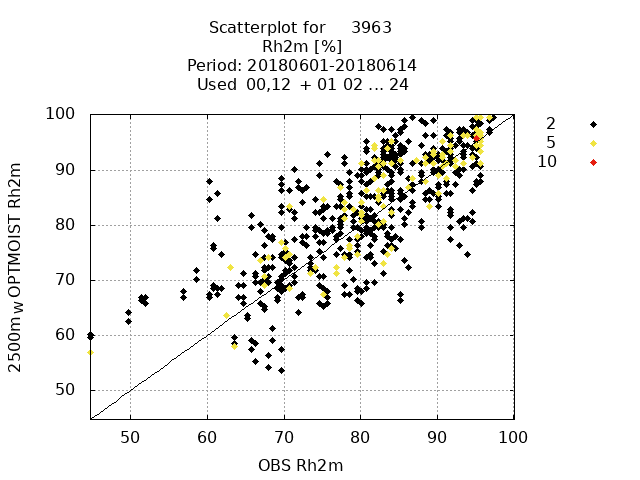 Scatterplot for 3963
Rh2m [%]
Period: 20180601-20180614
Used 00,12 + 01 02 ... 24
2500m_W OPTMOIST Rh2m
100
90
80
70
60
50
50 60 70 80 90 100
OBS Rh2m
2
5
10